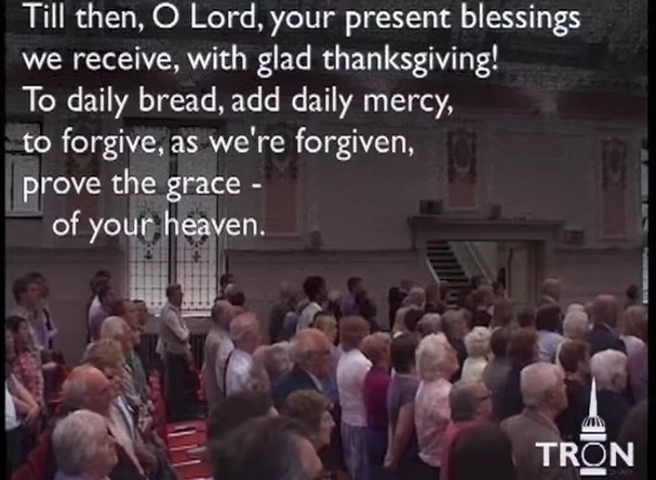 Till then, O Lord, your present blessings
we receive, with glad thanksgiving!
To daily bread, add daily mercy,
to forgive, as we're forgiven,
prove the grace -
of your heaven.
TRON